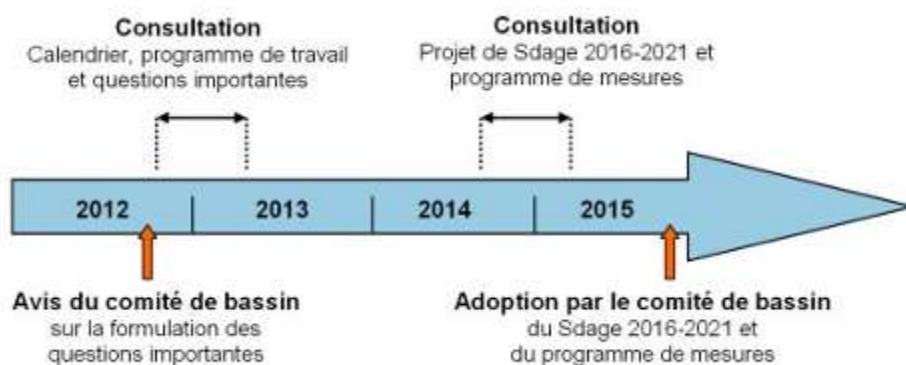 Consultation
Calendrier, programme de travail
et questions importantes
Consultation
Projet de Sdage 2016-2021 et
programme de mesures
2012
2013
2014
2015
Avis du comité de bassin
sur la formulation des
questions importantes
Adoption par le comité de bassin
du Sdage 2016-2021 et
du programme de mesures